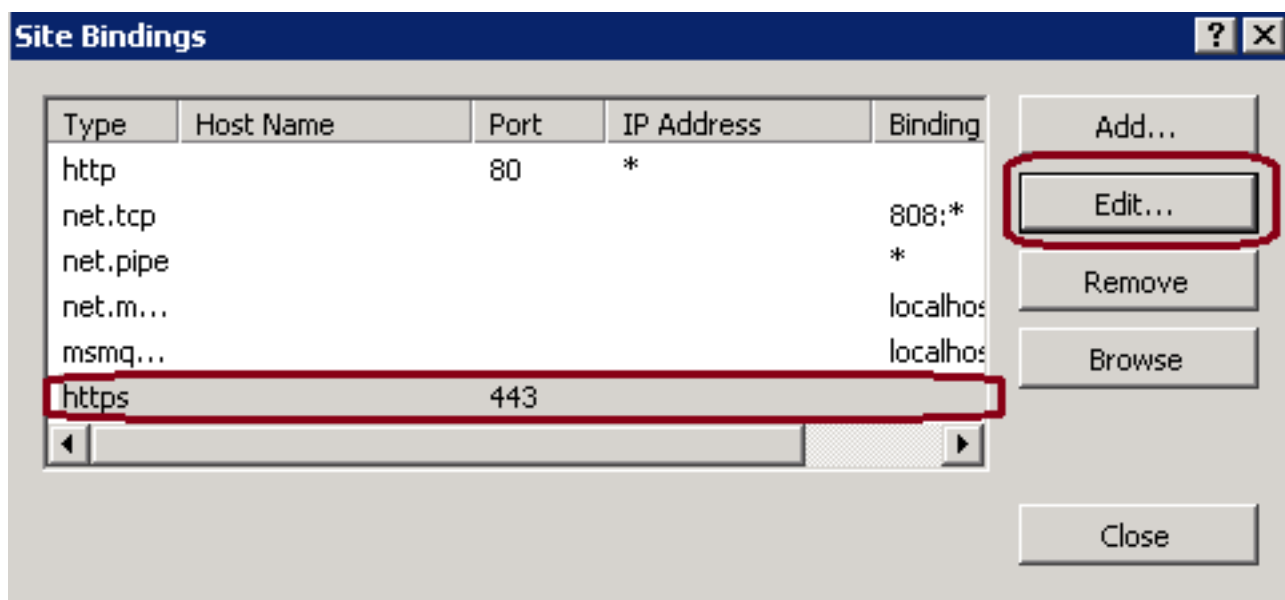 Site Bindings
Type Host Name Port IP Address Binding
http 80 *
net.tcp 808:*
net.pipe *
net.m... localhos
msmq... localhos
https 443
Add...
Edit...
Remove
Browse
Close